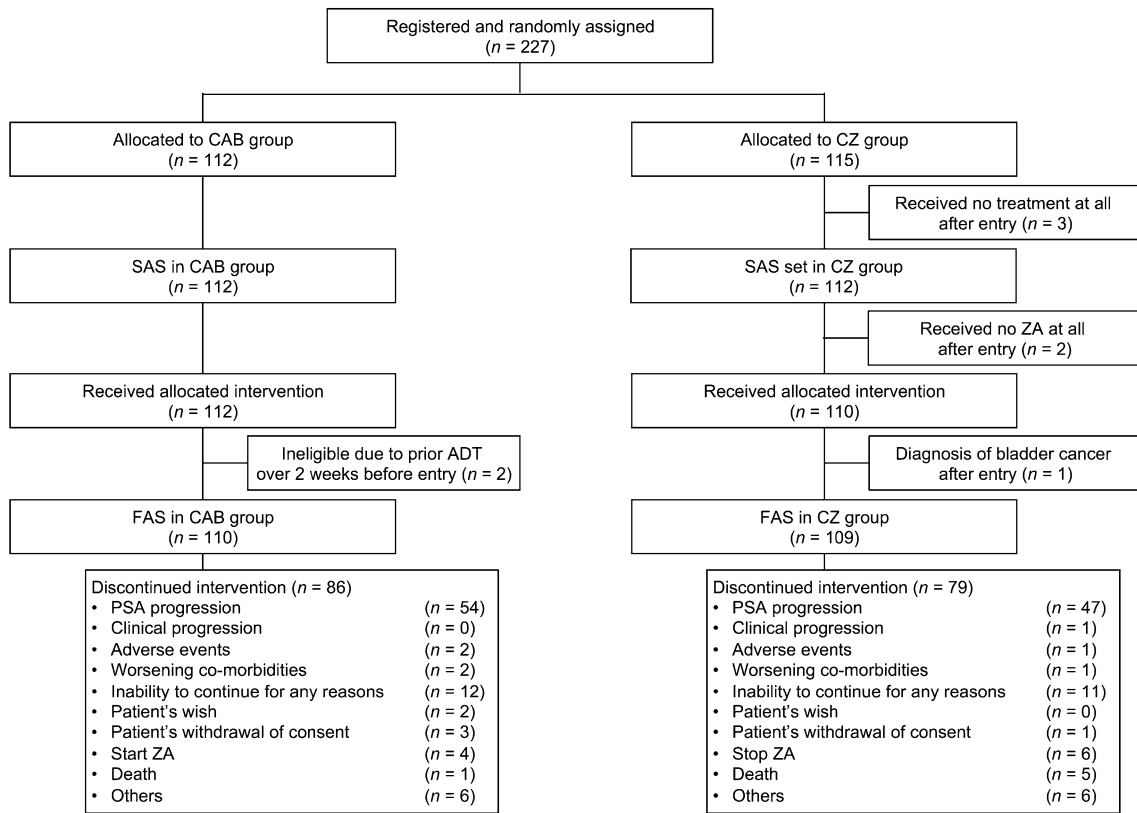 Registered and randomly assigned
(n = 227)
Allocated to CAB group
(n = 112)
Allocated to CZ group
(n = 115)
Received no treatment at all
after entry (n = 3)
SAS in CAB group
(n = 112)
SAS set in CZ group
(n = 112)
Received no ZA at all
after entry (n = 2)
Received allocated intervention
(n = 112)
Received allocated intervention
(n = 110)
Ineligible due to prior ADT
over 2 weeks before entry (n = 2)
Diagnosis of bladder cancer
after entry (n = 1)
FAS in CAB group
(n = 110)
FAS in CZ group
(n = 109)
Discontinued intervention (n = 86)
• PSA progression (n = 54)
• Clinical progression (n = 0)
• Adverse events (n = 2)
• Worsening co-morbidities (n = 2)
• Inability to continue for any reasons (n = 12)
• Patient's wish (n = 2)
• Patient's withdrawal of consent (n = 3)
• Start ZA (n = 4)
• Death (n = 1)
• Others (n = 6)
Discontinued intervention (n = 79)
• PSA progression (n = 47)
• Clinical progression (n = 1)
• Adverse events (n = 1)
• Worsening co-morbidities (n = 1)
• Inability to continue for any reasons (n = 11)
• Patient's wish (n = 0)
• Patient's withdrawal of consent (n = 1)
• Stop ZA (n = 6)
• Death (n = 5)
• Others (n = 6)